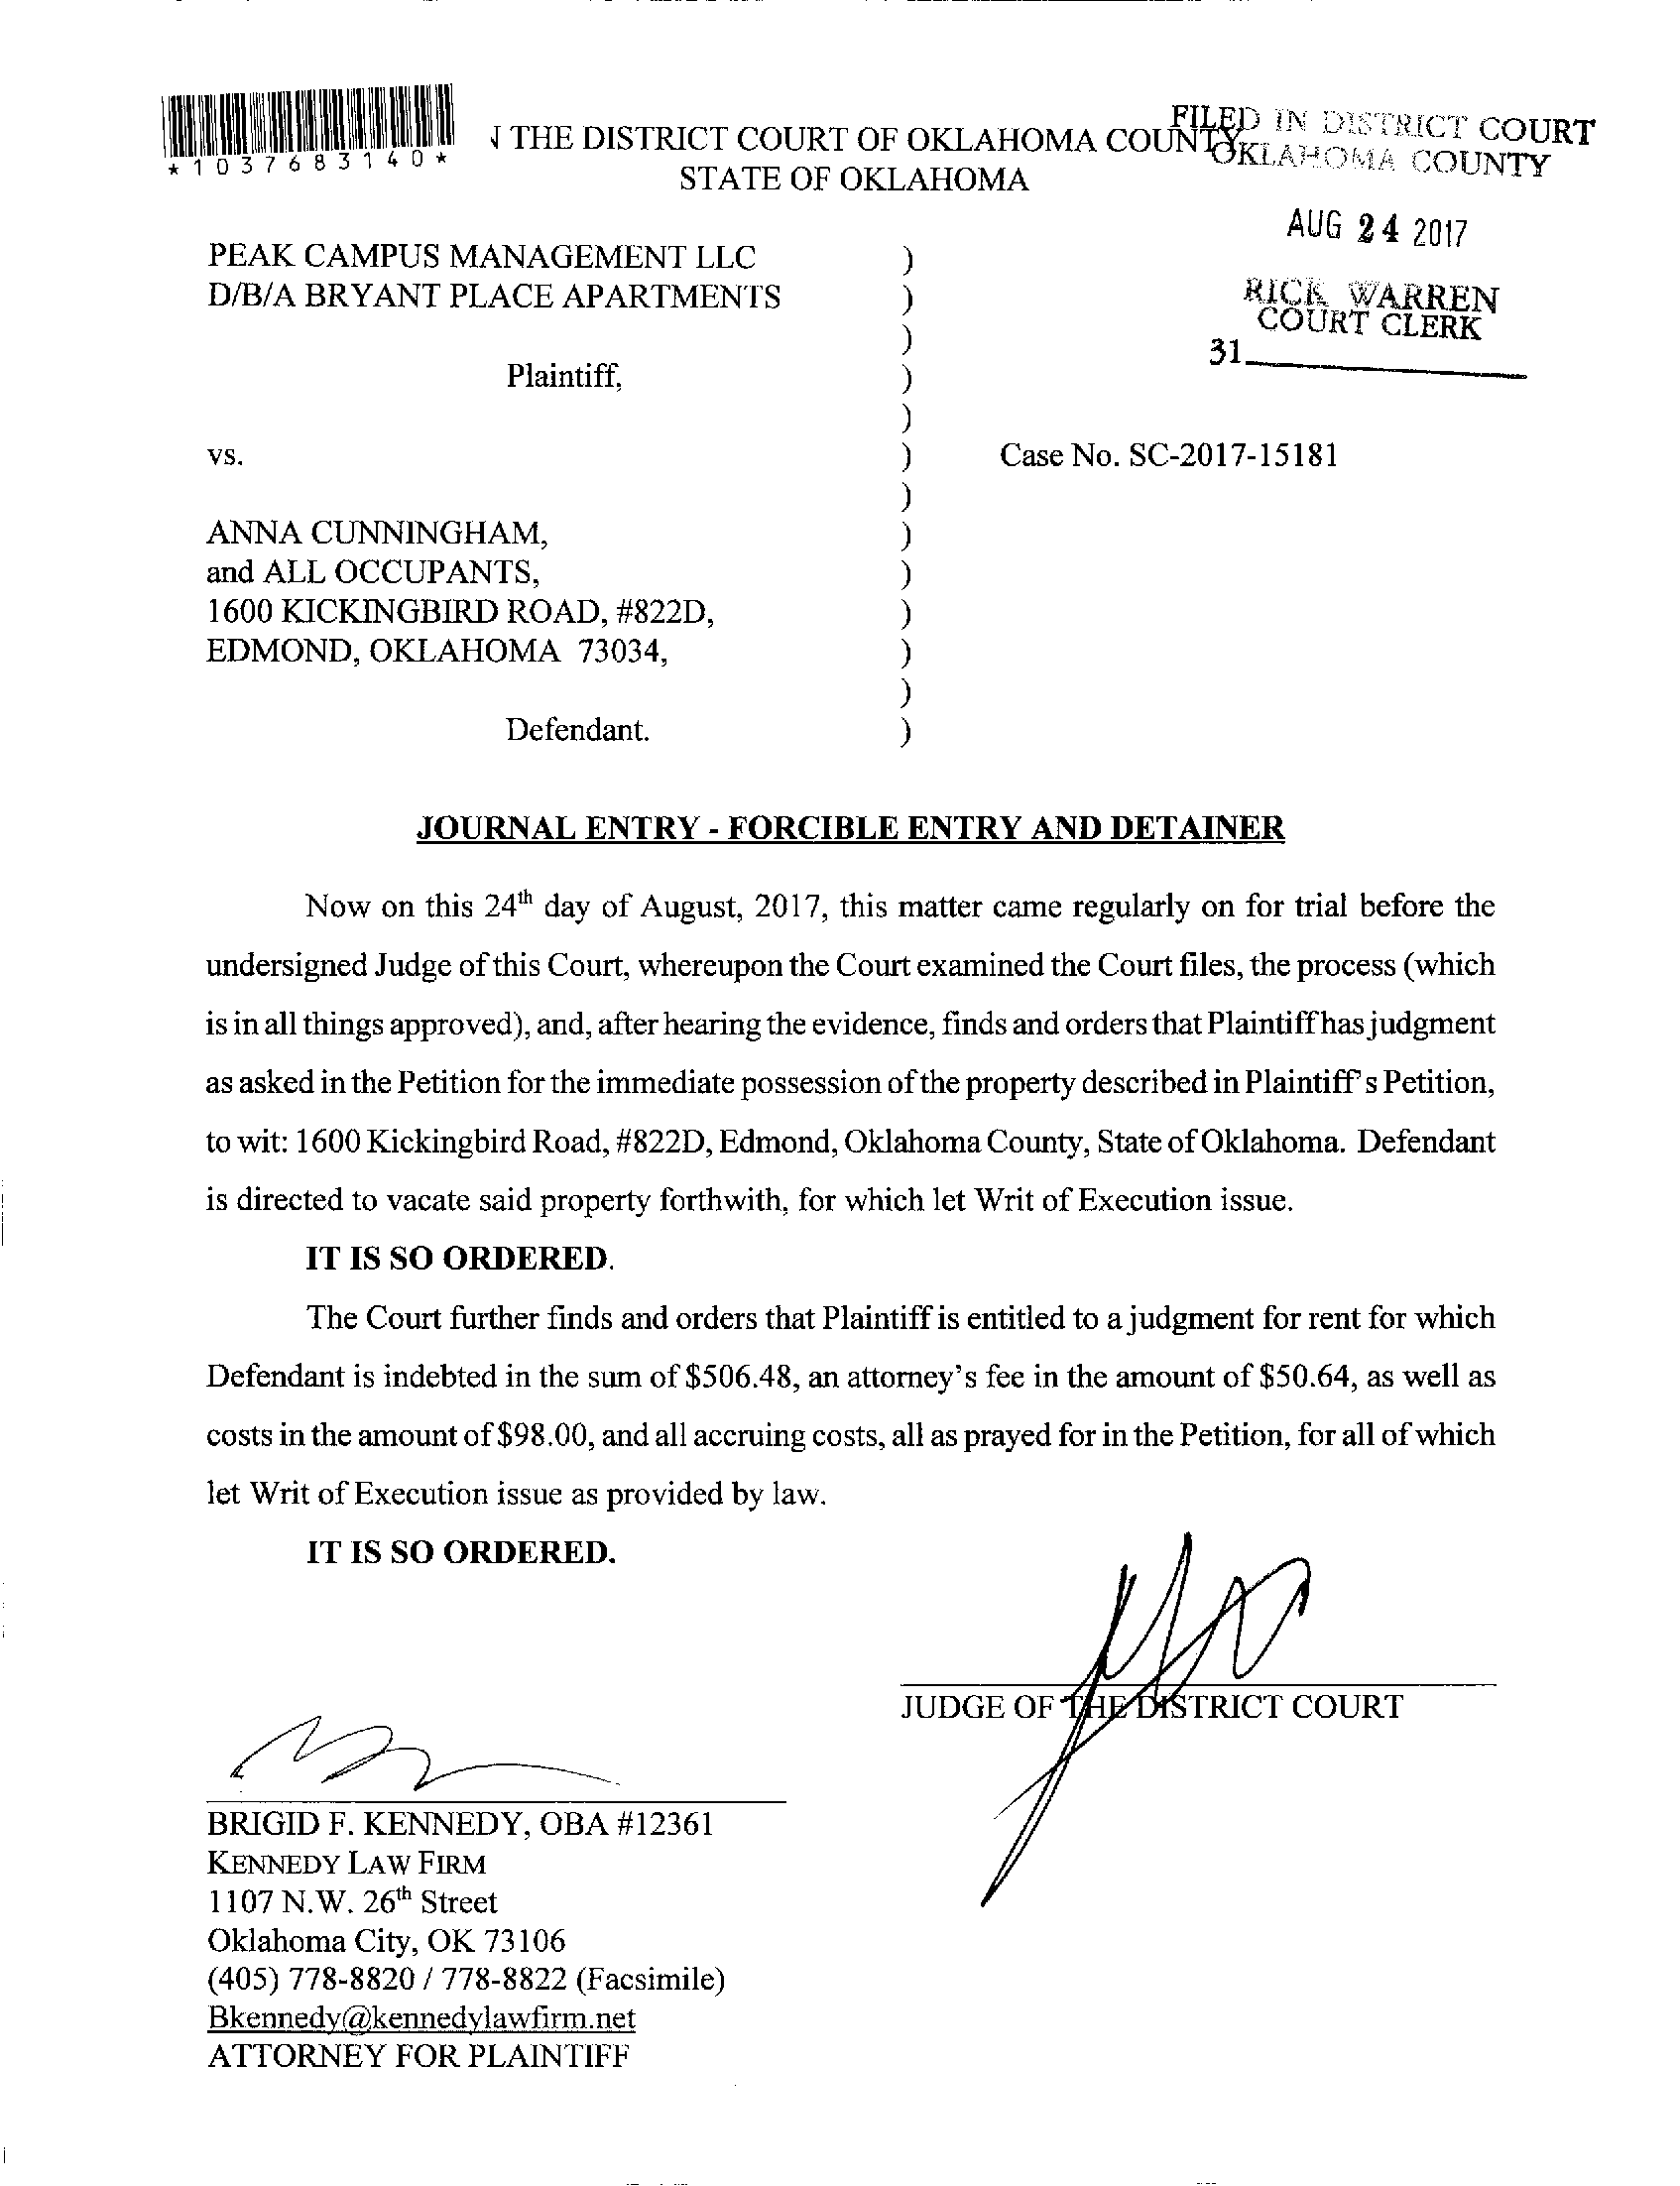 *1037683140*
THE DISTRICT COURT OF OKLAHOMA COUNTY
STATE OF OKLAHOMA
FILED IN DISTRICT COURT
OKLAHOMA COUNTY
AUG 24 2017
RICK WARREN
COURT CLERK
31
PEAK CAMPUS MANAGEMENT LLC )
D/B/A BRYANT PLACE APARTMENTS )
)
Plaintiff, )
)
vs. ) Case No. SC-2017-15181
)
ANNA CUNNINGHAM, )
and ALL OCCUPANTS, )
1600 KICKINGBIRD ROAD, #822D, )
EDMOND, OKLAHOMA 73034, )
)
Defendant. )
JOURNAL ENTRY - FORCIBLE ENTRY AND DETAINER
Now on this 24th day of August, 2017, this matter came regularly on for trial before the
undersigned Judge of this Court, whereupon the Court examined the Court files, the process (which
is in all things approved), and, after hearing the evidence, finds and orders that Plaintiff has judgment
as asked in the Petition for the immediate possession of the property described in Plaintiff's Petition,
to wit: 1600 Kickingbird Road, #822D, Edmond, Oklahoma County, State of Oklahoma. Defendant
is directed to vacate said property forthwith, for which let Writ of Execution issue.
IT IS SO ORDERED.
The Court further finds and orders that Plaintiff is entitled to a judgment for rent for which
Defendant is indebted in the sum of $506.48, an attorney's fee in the amount of $50.64, as well as
costs in the amount of $98.00, and all accruing costs, all as prayed for in the Petition, for all of which
let Writ of Execution issue as provided by law.
IT IS SO ORDERED.
JUDGE OF THE DISTRICT COURT
BRIGID F. KENNEDY, OBA #12361
KENNEDY LAW FIRM
1107 N.W. 26th Street
Oklahoma City, OK 73106
(405) 778-8820 / 778-8822 (Facsimile)
Bkennedy@kennedylawfirm.net
ATTORNEY FOR PLAINTIFF